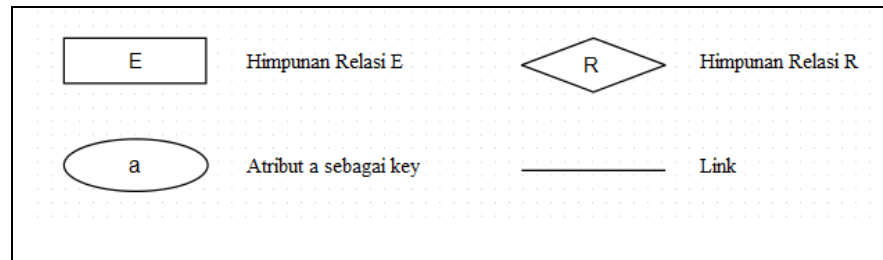 E Himpunan Relasi E R Himpunan Relasi R
a Atribut a sebagai key Link